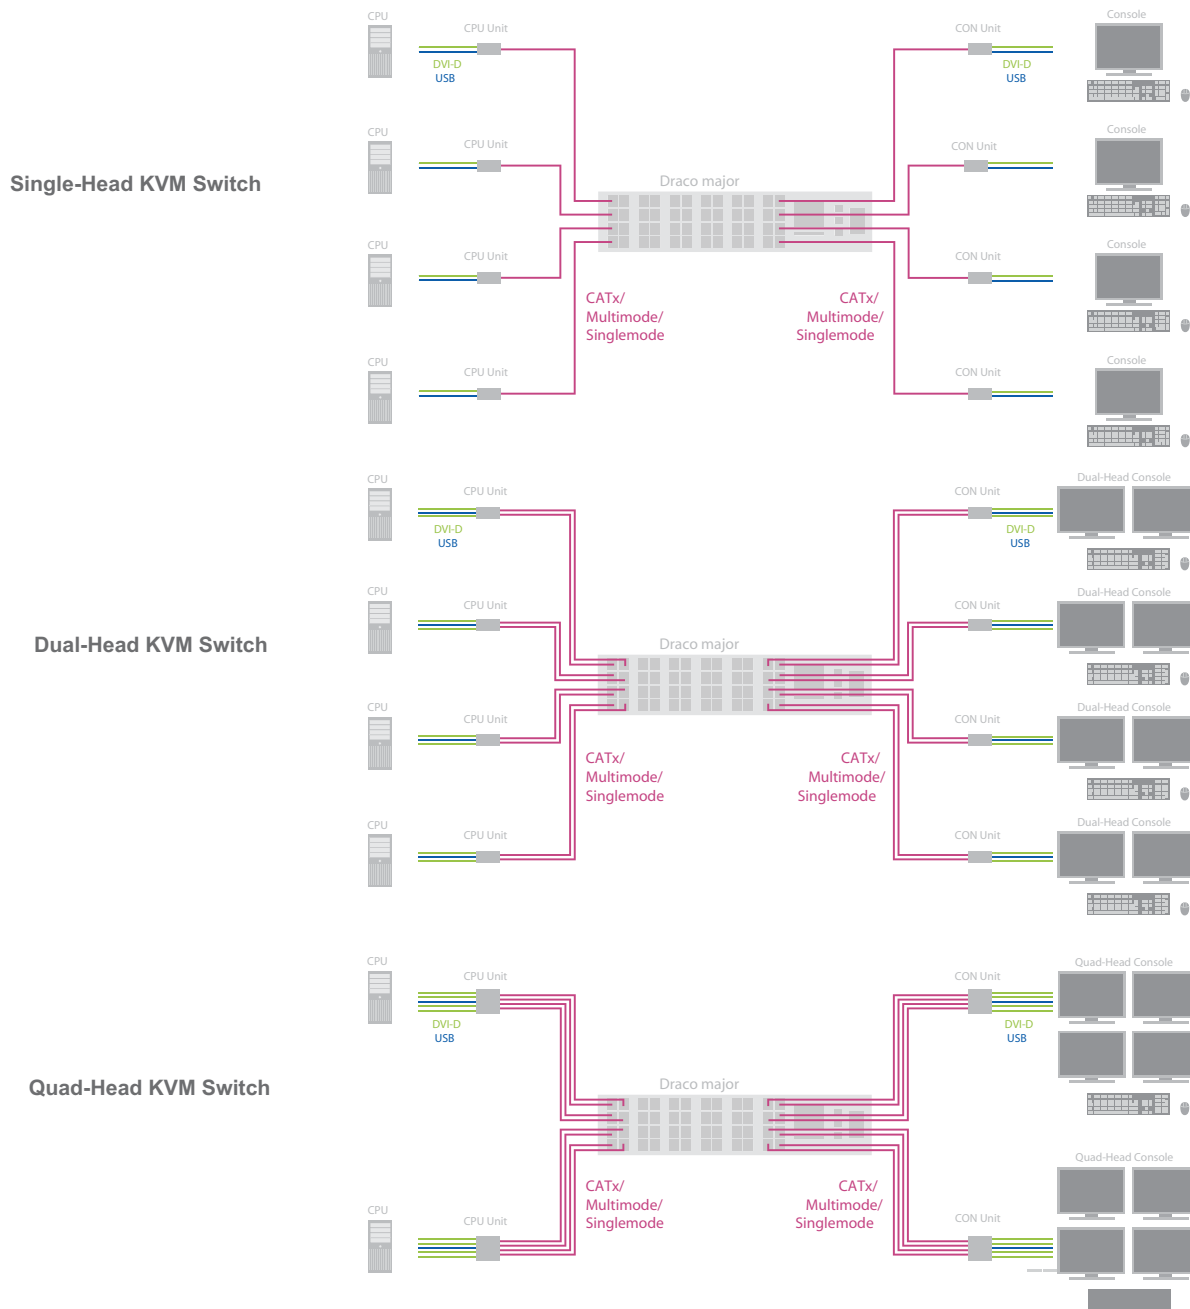 CPU
CPU Unit
CON Unit
Console
DVI-D
USB
DVI-D
USB
CPU
CPU Unit
CON Unit
Console
Single-Head KVM Switch
Draco major
CPU
CPU Unit
CON Unit
Console
CATx/
Multimode/
Singlemode
CATx/
Multimode/
Singlemode
CPU
CPU Unit
CON Unit
Console
CPU
CPU Unit
CON Unit
Dual-Head Console
DVI-D
USB
DVI-D
USB
CPU
CPU Unit
CON Unit
Dual-Head Console
Dual-Head KVM Switch
Draco major
CPU
CPU Unit
CON Unit
Dual-Head Console
CATx/
Multimode/
Singlemode
CATx/
Multimode/
Singlemode
CPU
CPU Unit
CON Unit
Dual-Head Console
CPU
CPU Unit
CON Unit
Quad-Head Console
DVI-D
USB
DVI-D
USB
Quad-Head KVM Switch
Draco major
Quad-Head Console
CATx/
Multimode/
Singlemode
CATx/
Multimode/
Singlemode
CPU
CPU Unit
CON Unit